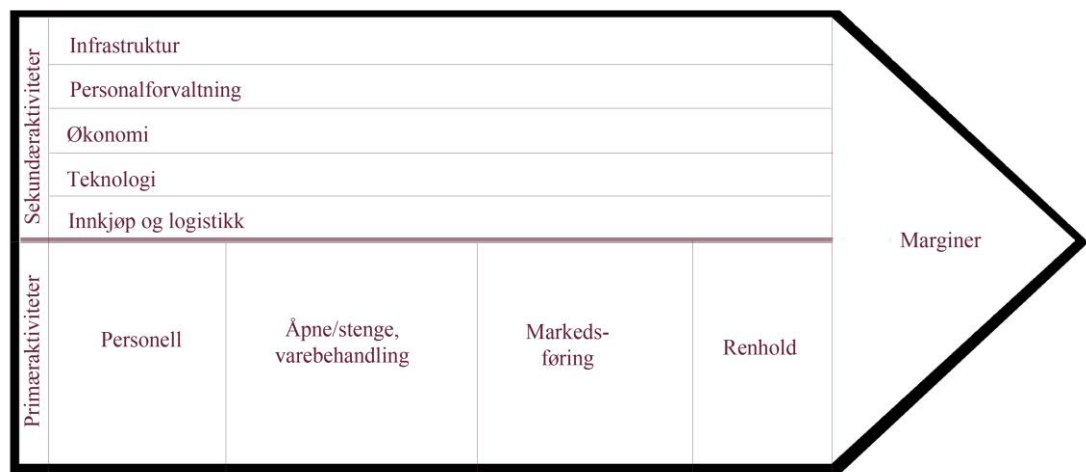 Sekundæraktiviteter
Infrastruktur
Personalforvaltning
Økonomi
Teknologi
Innkjøp og logistikk
Marginer
Primæraktiviteter
Personell
Åpne/stenge,
varebehandling
Markeds-
føring
Renhold